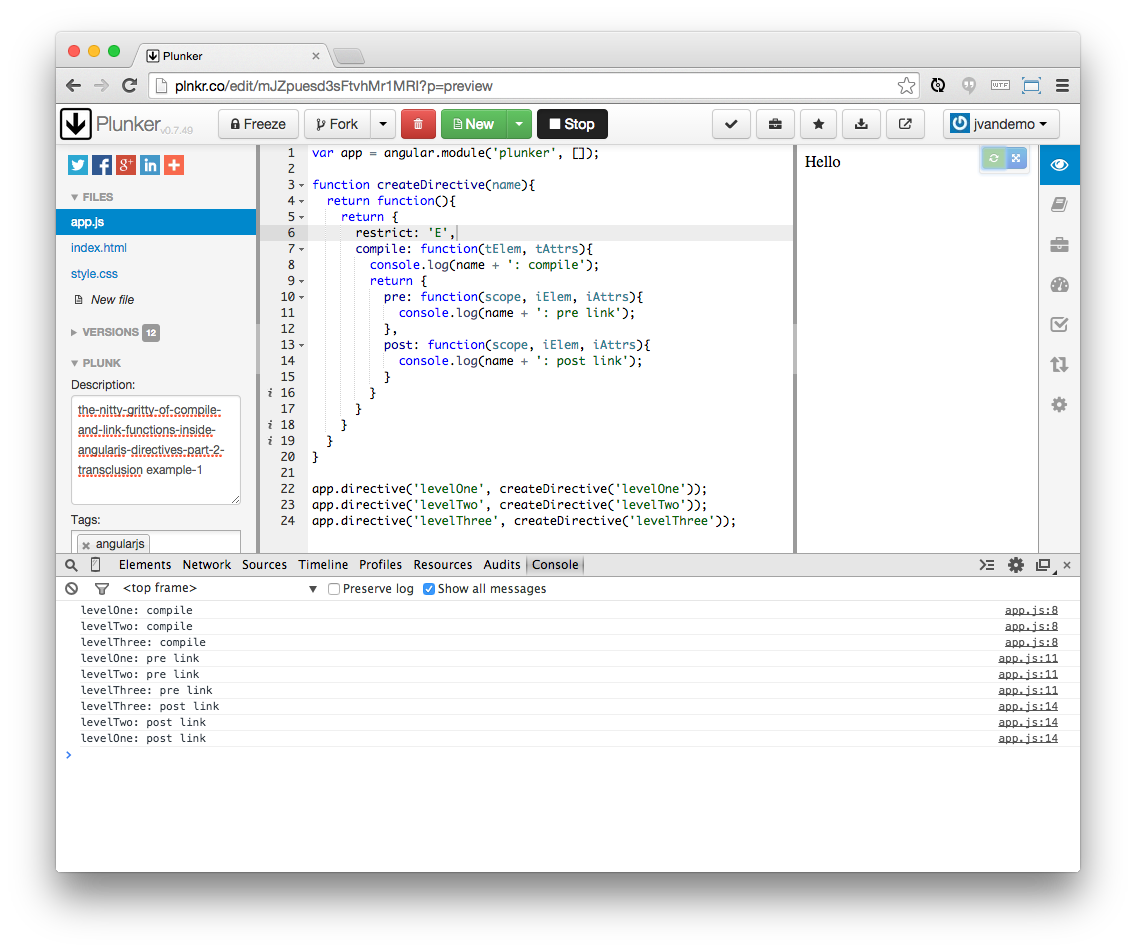 Plunker
plnkr.co/edit/mJZpuesd3sFtvhMr1MRl?p=preview
WTF
Plunker v0.7.49
Freeze
Fork
New
Stop
jvandemo
FILES
app.js
index.html
style.css
New file
VERSIONS 12
PLUNK
Description:
the-nitty-gritty-of-compile-
and-link-functions-inside-
angularjs-directives-part-2-
transclusion example-1
Tags:
angularjs
1 var app = angular.module('plunker', []);
2
3 function createDirective(name){
4 return function(){
5 return {
6 restrict: 'E',
7 compile: function(tElem, tAttrs){
8 console.log(name + ': compile');
9 return {
10 pre: function(scope, iElem, iAttrs){
11 console.log(name + ': pre link');
12 },
13 post: function(scope, iElem, iAttrs){
14 console.log(name + ': post link');
15 }
i 16 }
17 }
i 18 }
i 19 }
20 }
21
22 app.directive('levelOne', createDirective('levelOne'));
23 app.directive('levelTwo', createDirective('levelTwo'));
24 app.directive('levelThree', createDirective('levelThree'));
Hello
Elements Network Sources Timeline Profiles Resources Audits Console
<top frame> Preserve log Show all messages
levelOne: compile app.js:8
levelTwo: compile app.js:8
levelThree: compile app.js:8
levelOne: pre link app.js:11
levelTwo: pre link app.js:11
levelThree: pre link app.js:11
levelThree: post link app.js:14
levelTwo: post link app.js:14
levelOne: post link app.js:14